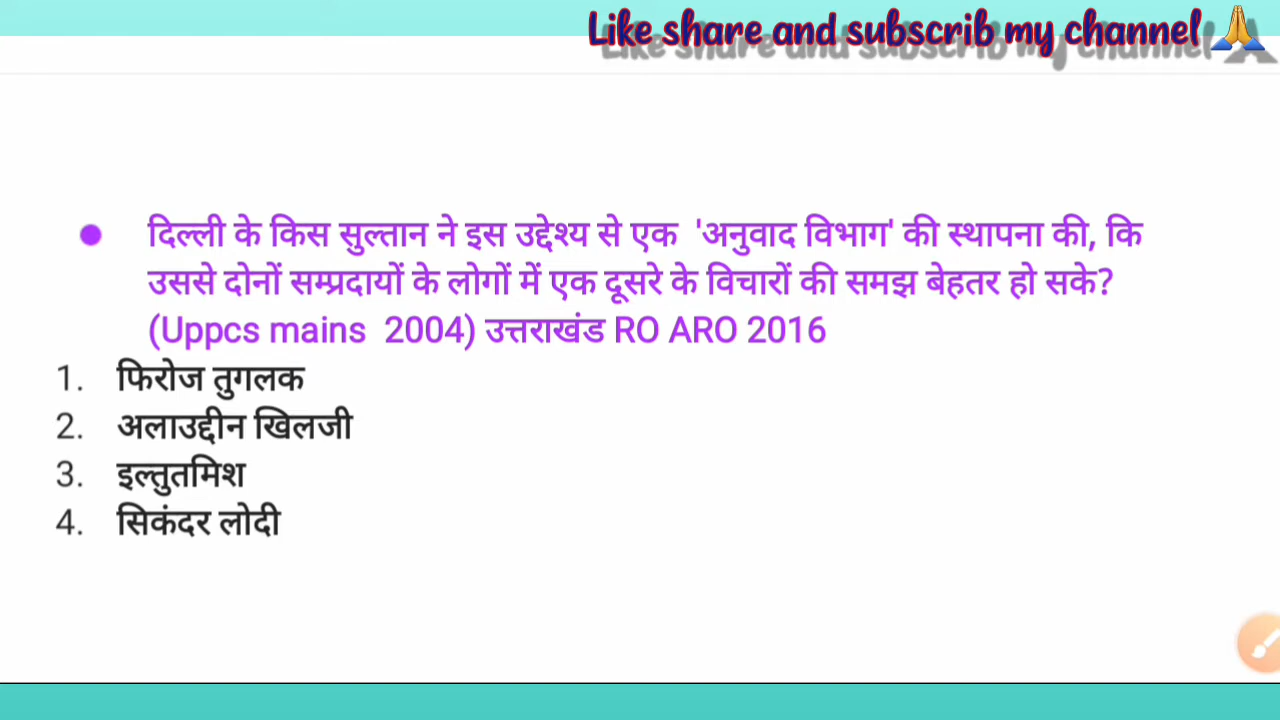 Like share and subscrib my channel 🙏
● दिल्ली के किस सुल्तान ने इस उद्देश्य से एक 'अनुवाद विभाग' की स्थापना की, कि
उससे दोनों सम्प्रदायों के लोगों में एक दूसरे के विचारों की समझ बेहतर हो सके?
(Uppcs mains 2004) उत्तराखंड RO ARO 2016
1. फिरोज तुगलक
2. अलाउद्दीन खिलजी
3. इल्तुतमिश
4. सिकंदर लोदी